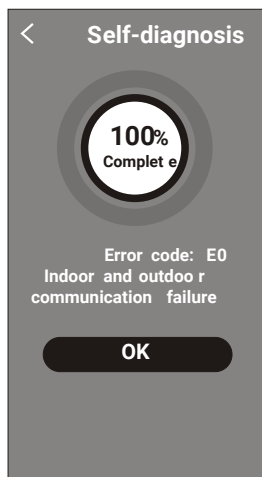 Self-diagnosis
100%
Complet e
Error code: E0
Indoor and outdoo r
communication failure
OK